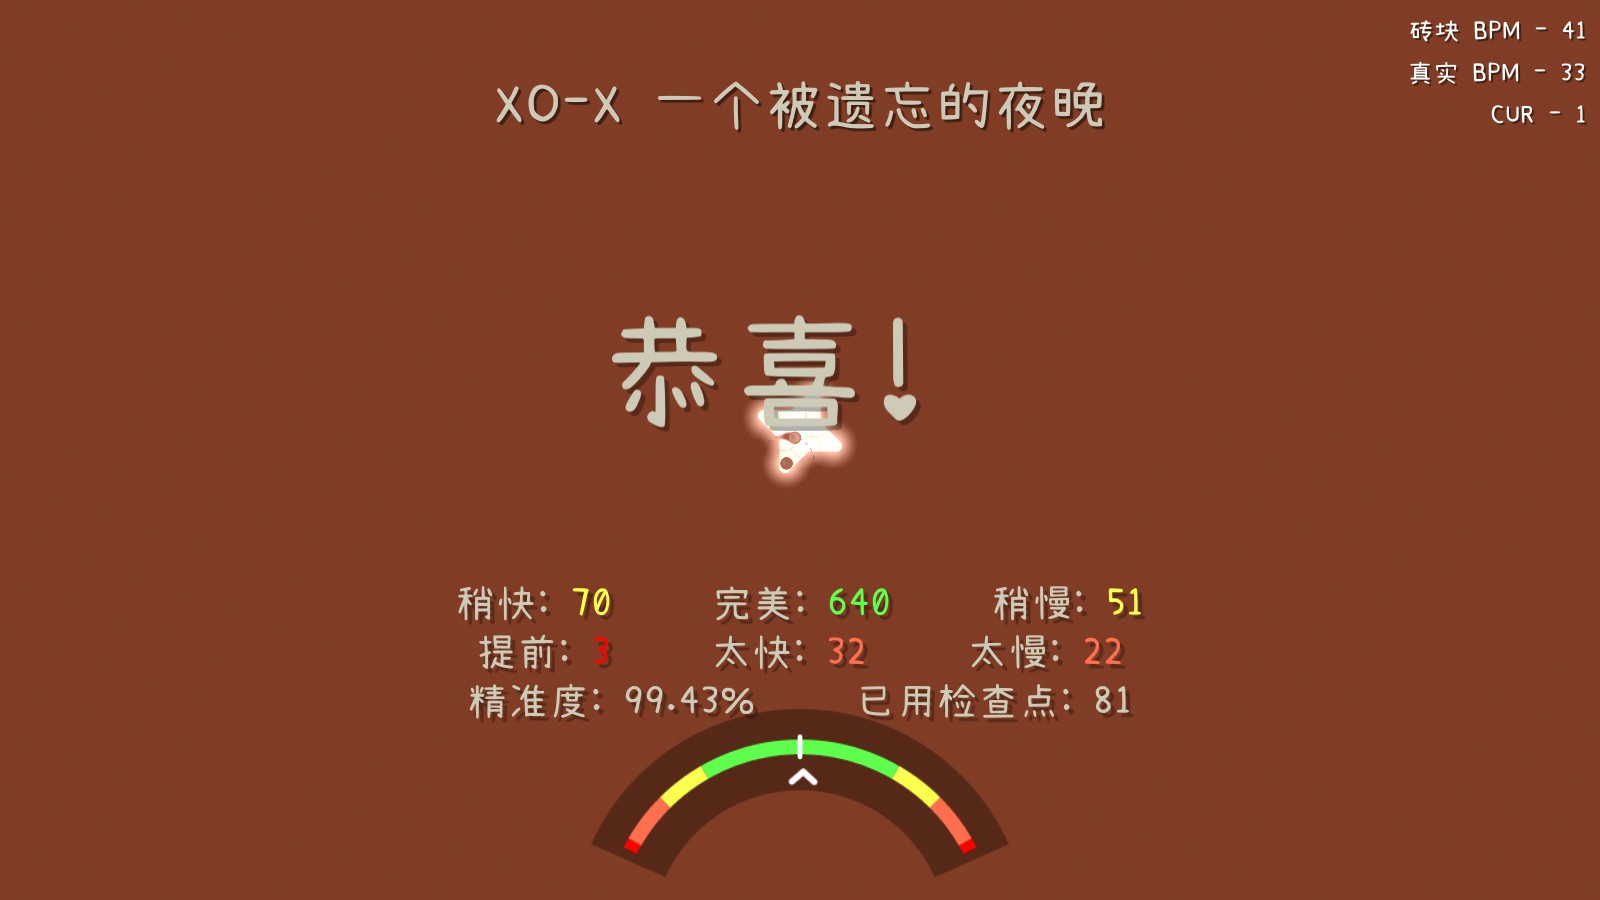 砖块 BPM - 41
真实 BPM - 33
CUR - 1
XO-X 一个被遗忘的夜晚
恭喜!
稍快: 70 完美: 640 稍慢: 51
提前: 3 太快: 32 太慢: 22
精准度: 99.43% 已用检查点: 81